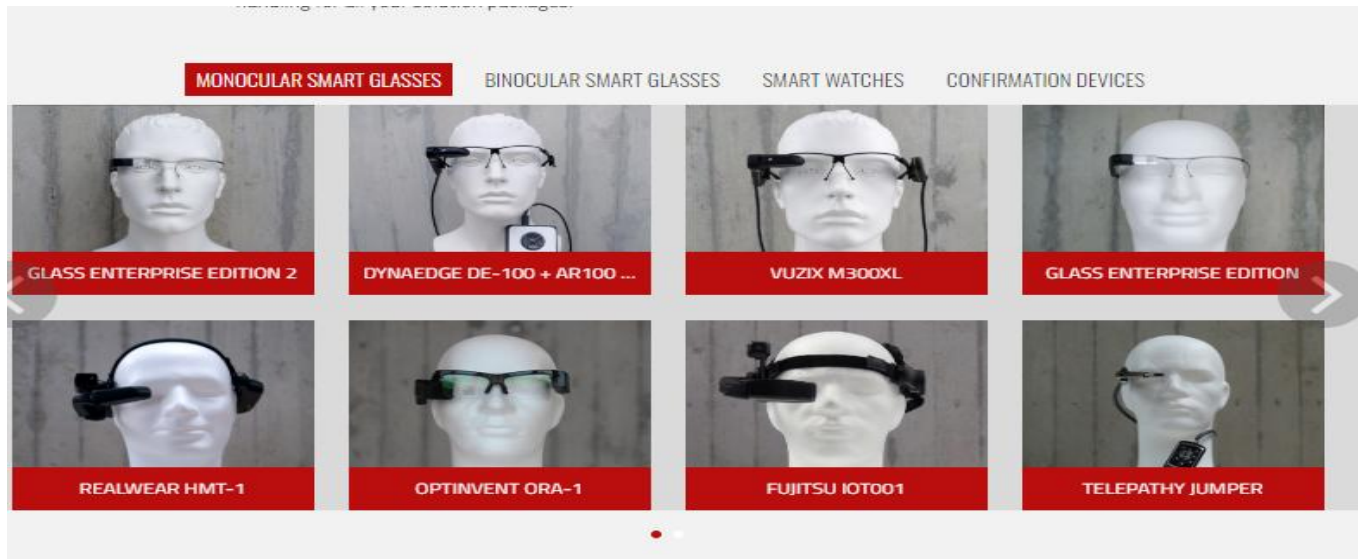 MONOCULAR SMART GLASSES BINOCULAR SMART GLASSES SMART WATCHES CONFIRMATION DEVICES
GLASS ENTERPRISE EDITION 2 DYNAEDGE DE-100 + AR100 ... VUZIX M300XL GLASS ENTERPRISE EDITION
REALWEAR HMT-1 OPTINVENT ORA-1 FUJITSU IOT001 TELEPATHY JUMPER